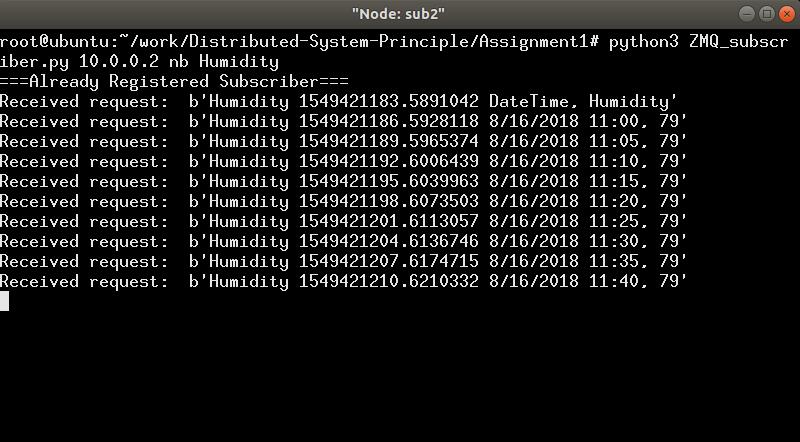 "Node: sub2"
root@ubuntu:~/work/Distributed-System-Principle/Assignment1# python3 ZMQ_subscr
iber.py 10.0.0.2 nb Humidity
===Already Registered Subscriber===
Received request:  b'Humidity 1549421183.5891042 DateTime, Humidity'
Received request:  b'Humidity 1549421186.5928118 8/16/2018 11:00, 79'
Received request:  b'Humidity 1549421189.5965374 8/16/2018 11:05, 79'
Received request:  b'Humidity 1549421192.6006439 8/16/2018 11:10, 79'
Received request:  b'Humidity 1549421195.6039963 8/16/2018 11:15, 79'
Received request:  b'Humidity 1549421198.6073503 8/16/2018 11:20, 79'
Received request:  b'Humidity 1549421201.6113057 8/16/2018 11:25, 79'
Received request:  b'Humidity 1549421204.6136746 8/16/2018 11:30, 79'
Received request:  b'Humidity 1549421207.6174715 8/16/2018 11:35, 79'
Received request:  b'Humidity 1549421210.6210332 8/16/2018 11:40, 79'